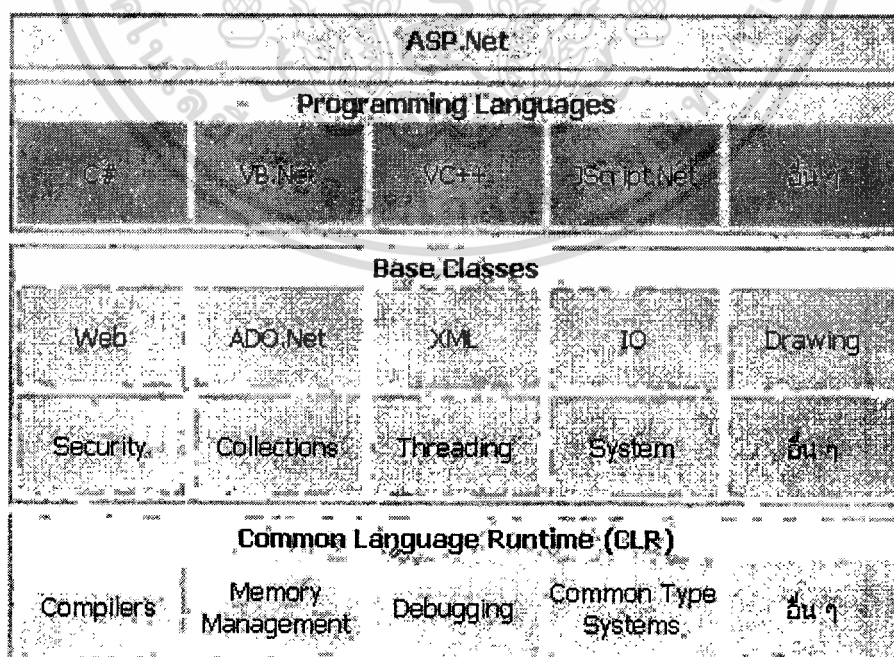 ASP.Net
Programming Languages
C# VB.Net VC++ JScript.Net อื่น ๆ
Base Classes
Web ADO.Net XML IO Drawing
Security Collections Threading System อื่น ๆ
Common Language Runtime (CLR)
Compilers Memory Management Debugging Common Type Systems อื่น ๆ